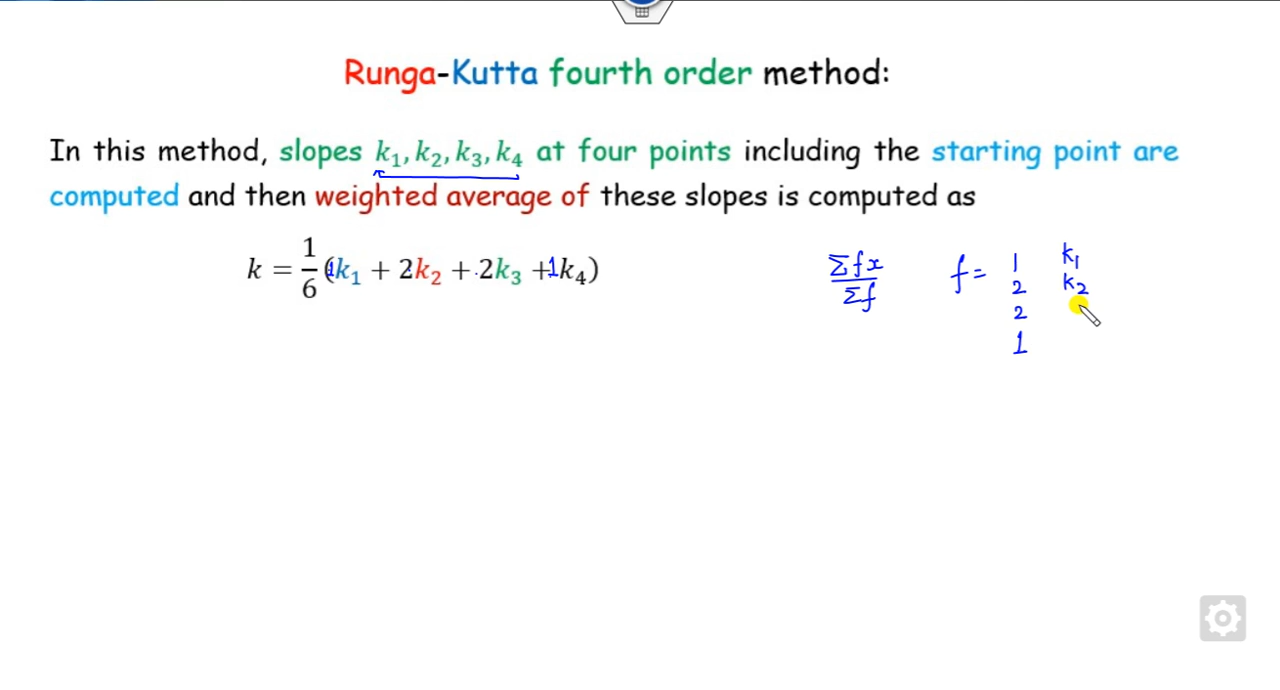 Runga-Kutta fourth order method:
In this method, slopes k₁, k₂, k₃, k₄ at four points including the starting point are
computed and then weighted average of these slopes is computed as
k = 1/6 (1k₁ + 2k₂ + 2k₃ + 1k₄)
Σfx / Σf
f = 1 k₁
2 k₂
2
1